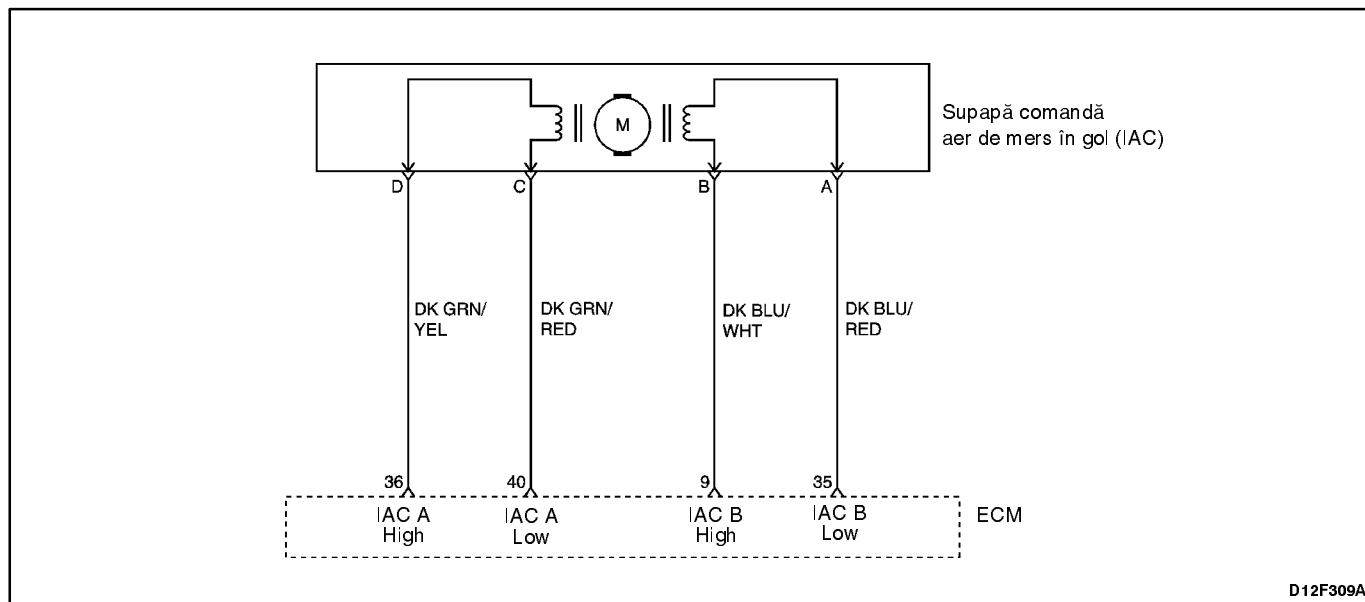 M
Supapă comandă
aer de mers în gol (IAC)
D
C
B
A
DK GRN/
YEL
DK GRN/
RED
DK BLU/
WHT
DK BLU/
RED
36
40
9
35
IAC A
High
IAC A
Low
IAC B
High
IAC B
Low
ECM
D12F309A